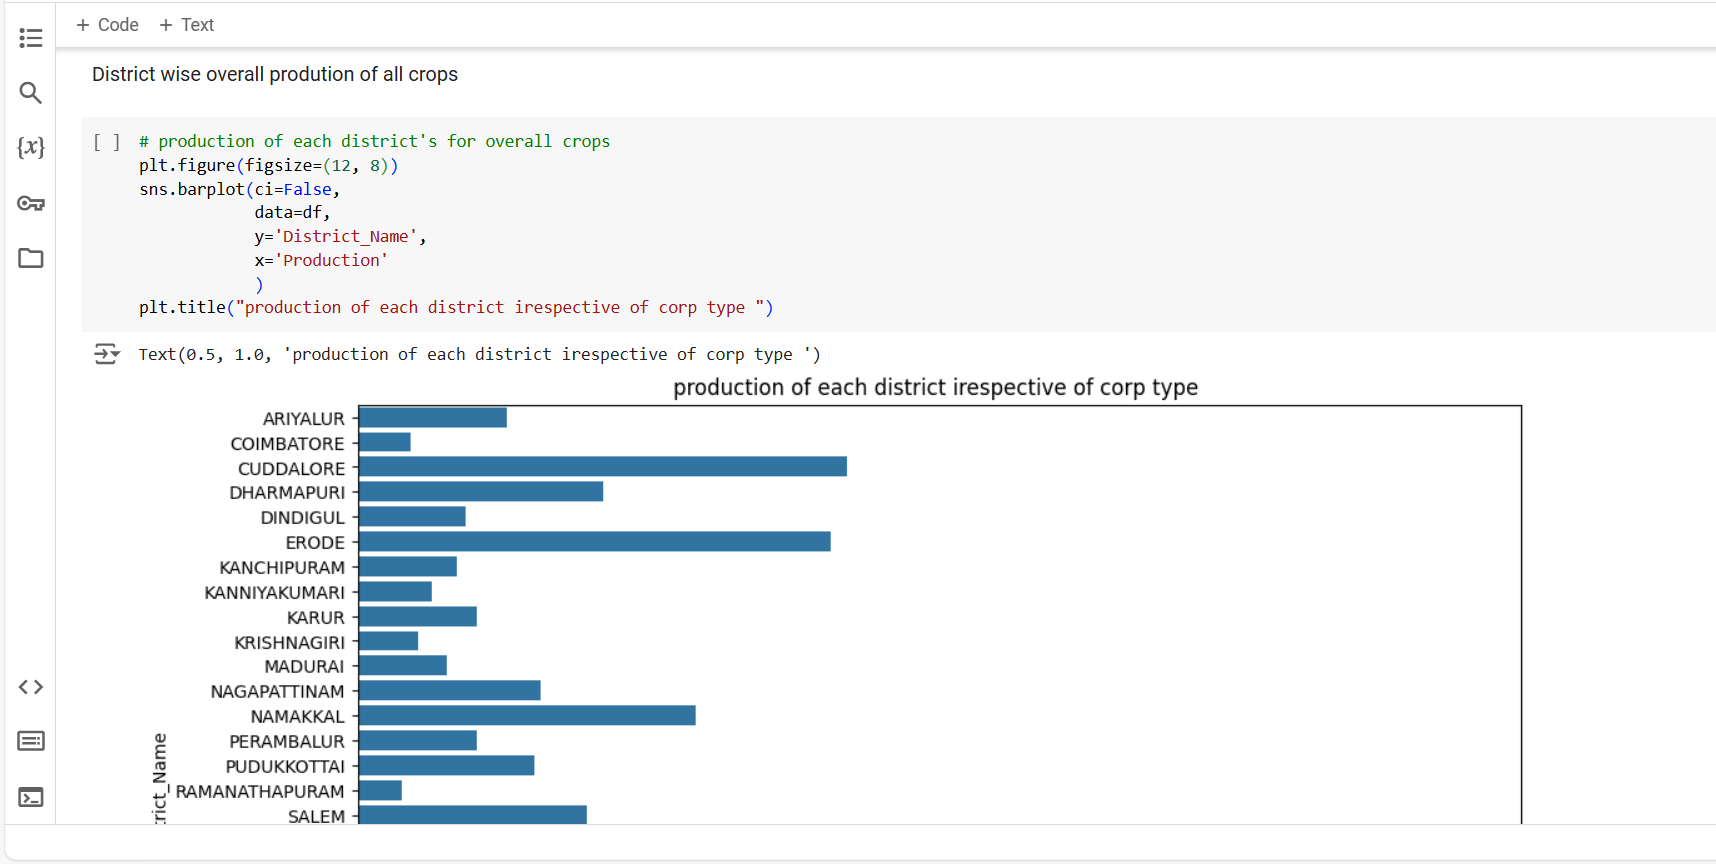 + Code + Text
District wise overall prodution of all crops
{x}
[ ] # production of each district's for overall crops
plt.figure(figsize=(12, 8))
sns.barplot(ci=False,
data=df,
y='District_Name',
x='Production'
)
plt.title("production of each district irespective of corp type ")
Text(0.5, 1.0, 'production of each district irespective of corp type ')
production of each district irespective of corp type
ARIYALUR
COIMBATORE
CUDDALORE
DHARMAPURI
DINDIGUL
ERODE
KANCHIPURAM
KANNIYAKUMARI
KARUR
KRISHNAGIRI
MADURAI
NAGAPATTINAM
NAMAKKAL
PERAMBALUR
PUDUKKOTTAI
RAMANATHAPURAM
SALEM
trict_Name